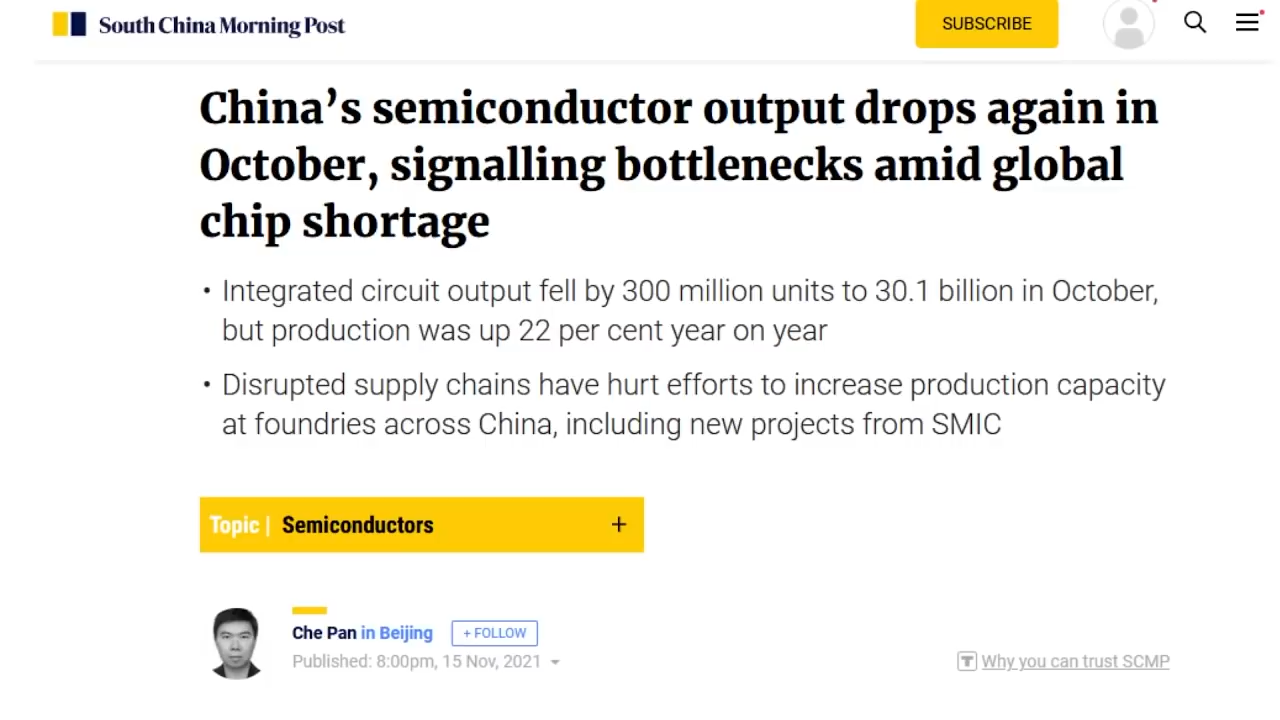 South China Morning Post
SUBSCRIBE
China’s semiconductor output drops again in
October, signalling bottlenecks amid global
chip shortage
• Integrated circuit output fell by 300 million units to 30.1 billion in October,
but production was up 22 per cent year on year
• Disrupted supply chains have hurt efforts to increase production capacity
at foundries across China, including new projects from SMIC
Topic | Semiconductors +
Che Pan in Beijing + FOLLOW
Published: 8:00pm, 15 Nov, 2021
T Why you can trust SCMP